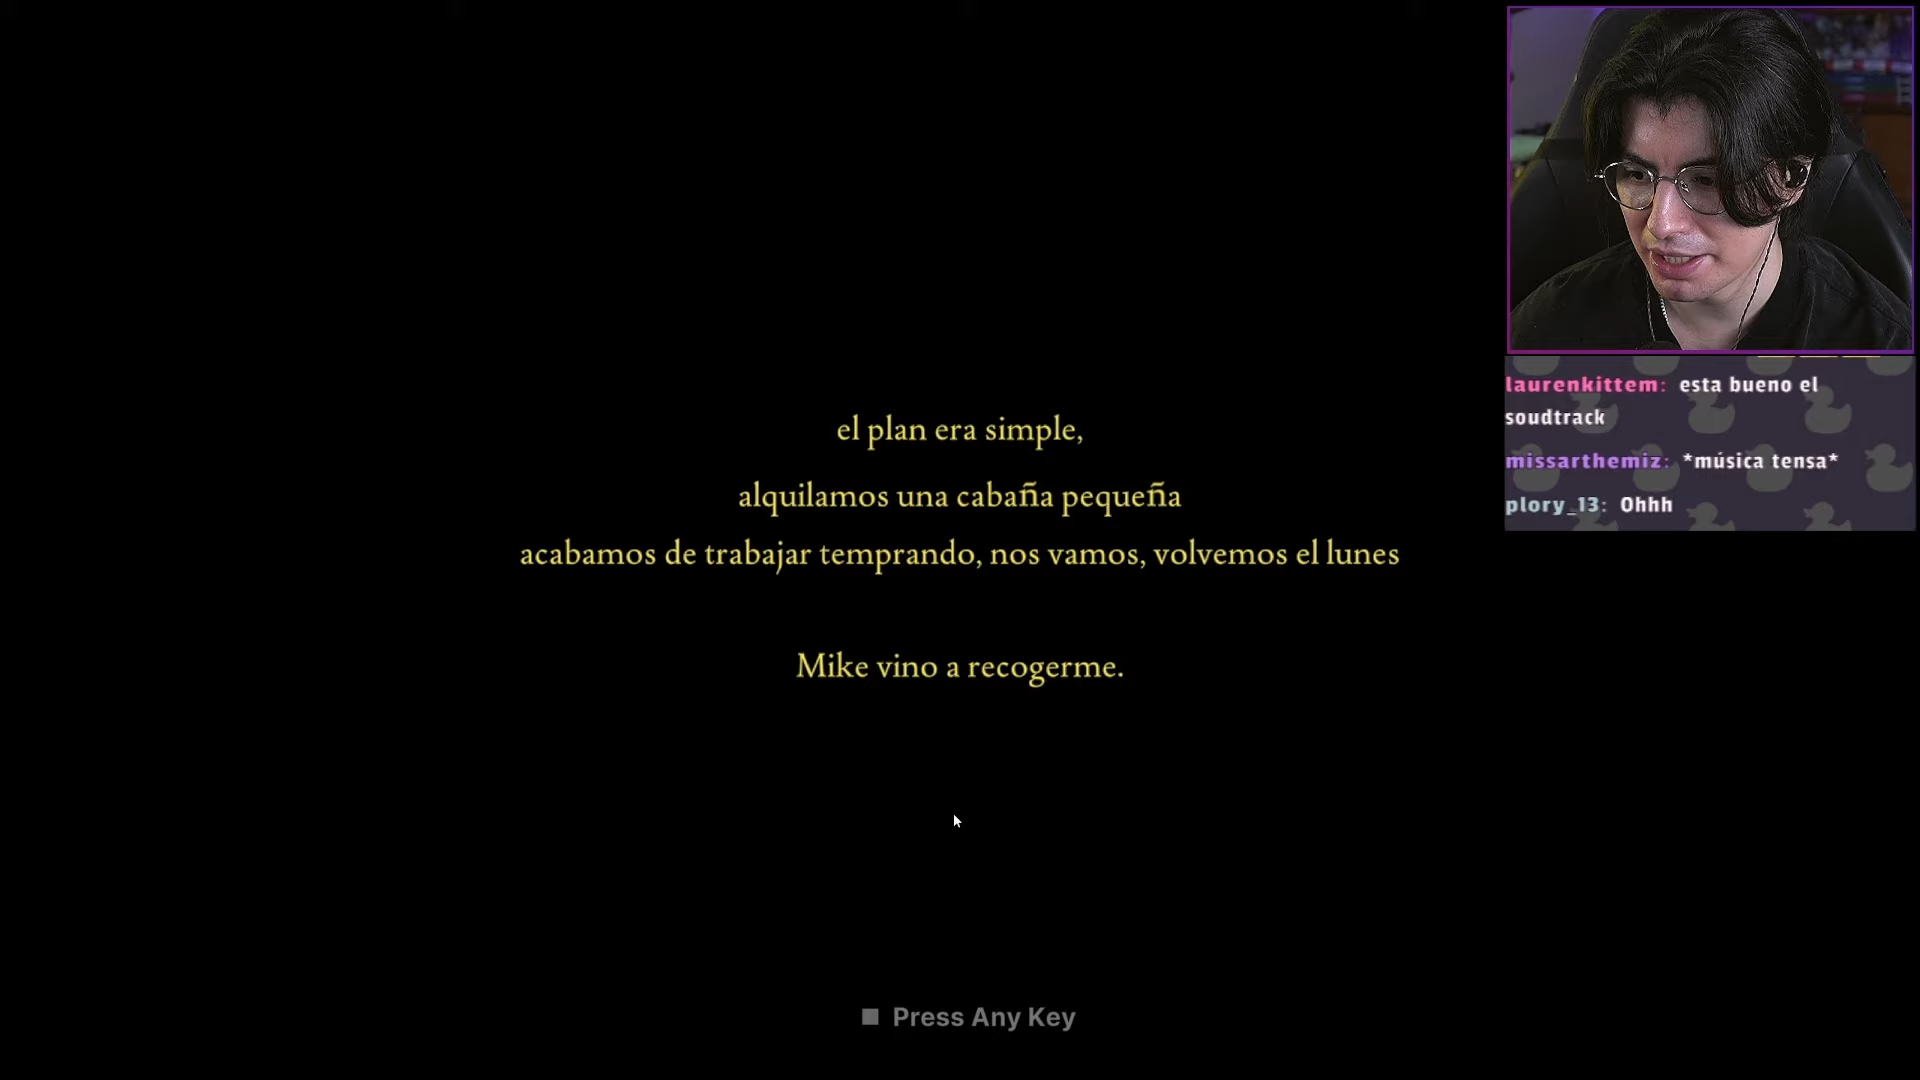 el plan era simple,
alquilamos una cabaña pequeña
acabamos de trabajar temprando, nos vamos, volvemos el lunes
Mike vino a recogerme.
Press Any Key
laurenkittem: esta bueno el
soudtrack
missarthemiz: *música tensa*
plory_13: Ohhh